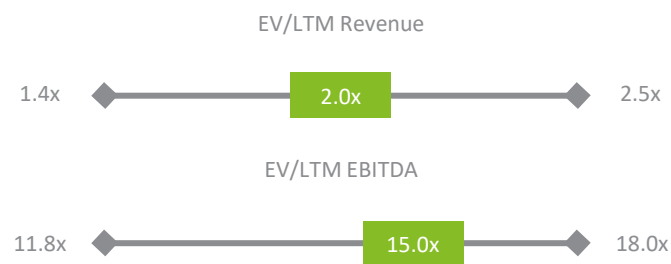 EV/LTM Revenue
1.4x 2.0x 2.5x
EV/LTM EBITDA
11.8x 15.0x 18.0x